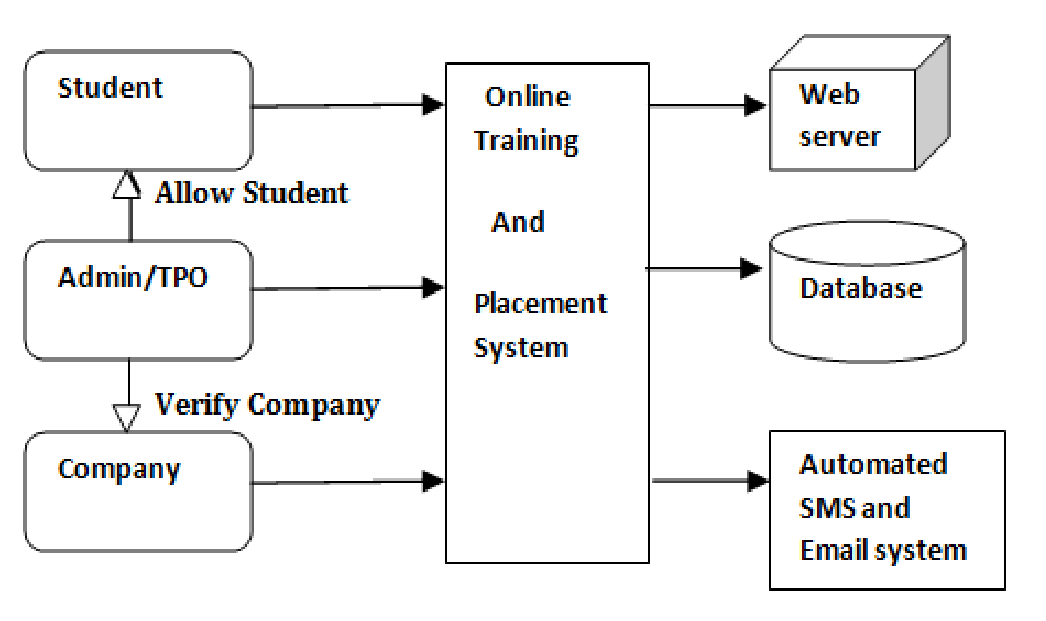 Student
Allow Student
Admin/TPO
Verify Company
Company
Online
Training
And
Placement
System
Web
server
Database
Automated
SMS and
Email system